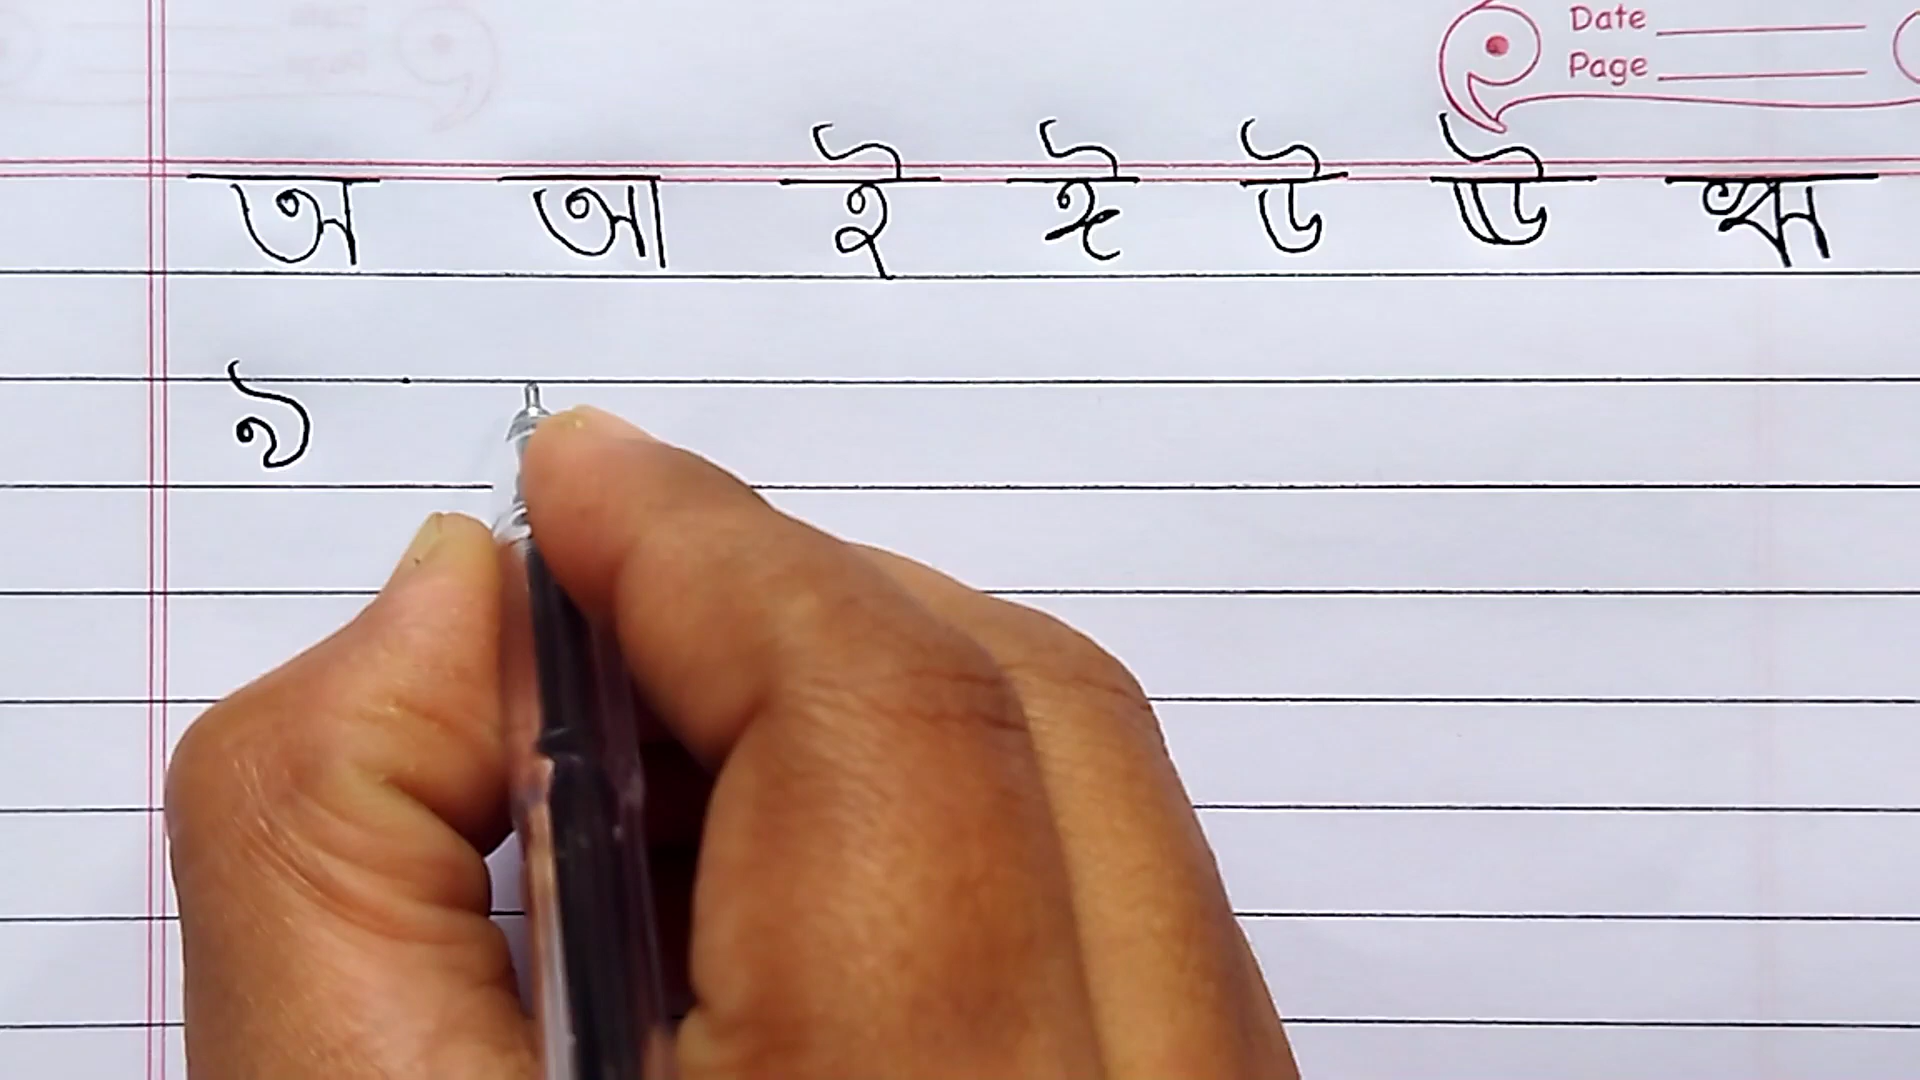 Date
Page
অ আ ই ঈ উ ঊ ঋ
ঌ